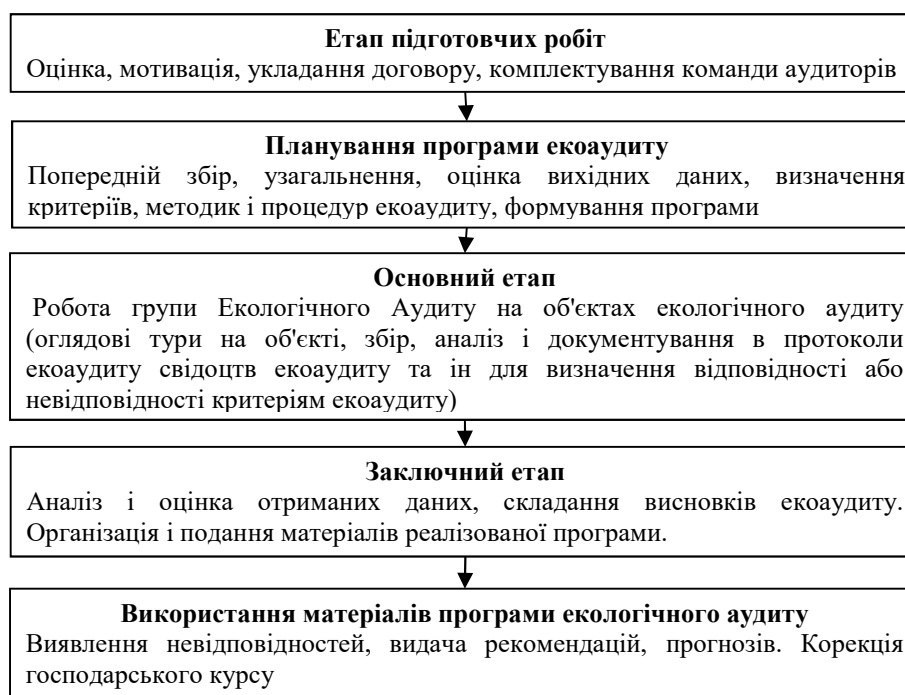 Етап підготовчих робіт
Оцінка, мотивація, укладання договору, комплектування команди аудиторів
Планування програми екоаудиту
Попередній збір, узагальнення, оцінка вихідних даних, визначення
критеріїв, методик і процедур екоаудиту, формування програми
Основний етап
Робота групи Екологічного Аудиту на об'єктах екологічного аудиту
(оглядові тури на об'єкті, збір, аналіз і документування в протоколи
екоаудиту свідоцтв екоаудиту та ін для визначення відповідності або
невідповідності критеріям екоаудиту)
Заключний етап
Аналіз і оцінка отриманих даних, складання висновків екоаудиту.
Організація і подання матеріалів реалізованої програми.
Використання матеріалів програми екологічного аудиту
Виявлення невідповідностей, видача рекомендацій, прогнозів. Корекція
господарського курсу